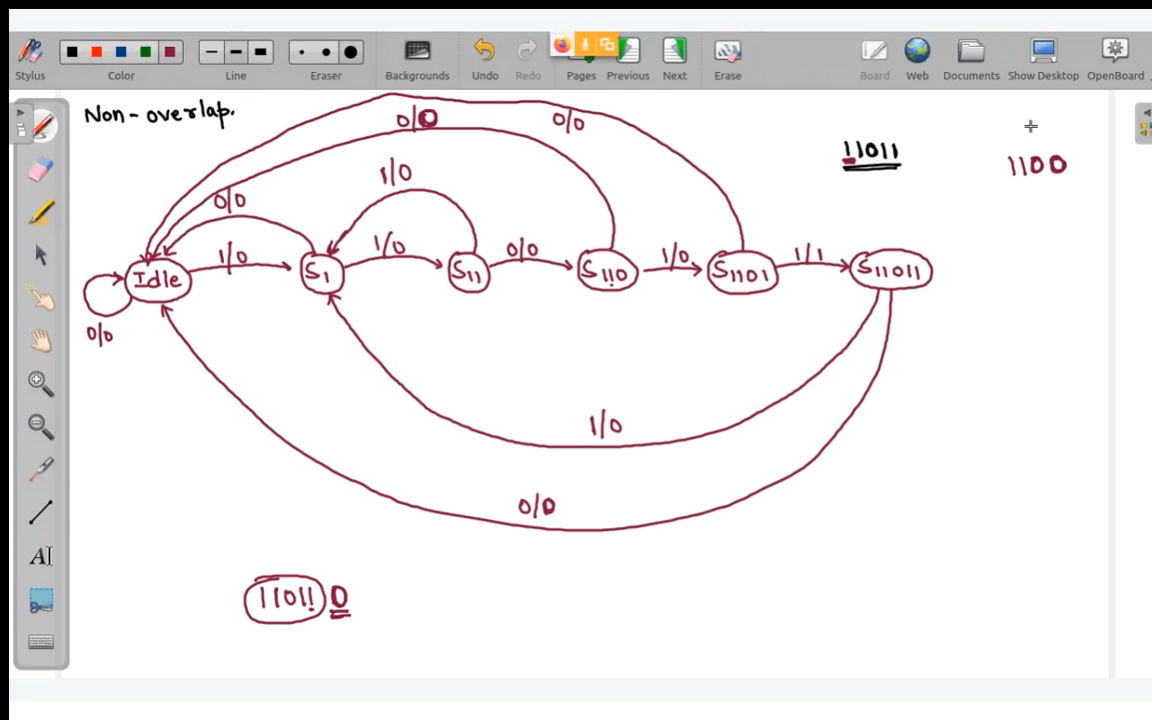 Stylus Color Line Eraser Backgrounds Undo Redo Pages Previous Next Erase Board Web Documents Show Desktop OpenBoard
Non-overlap.
0/0
0/0
11011
1100
1/0
0/0
1/0
1/0
0/0
1/0
1/1
Idle
S1
S11
S110
S1101
S11011
0/0
1/0
0/0
11011 0
AI